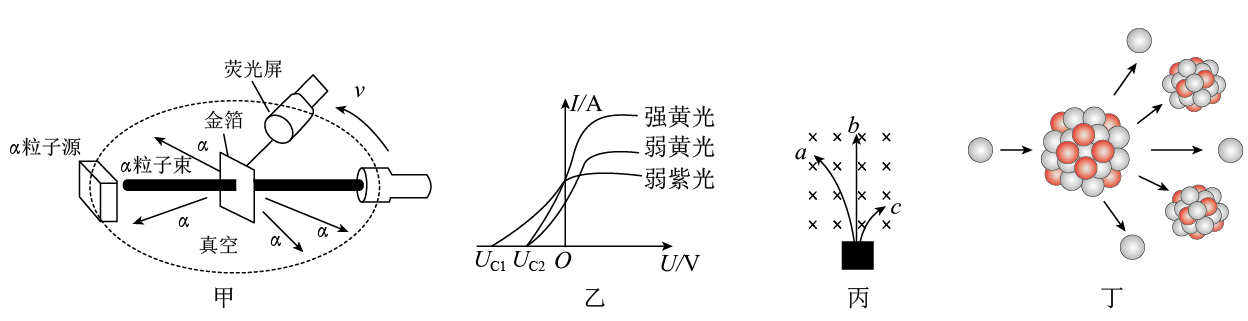 荧光屏
v
金箔
α
α粒子源
α粒子束
α
α
α
真空
甲
I/A
强黄光
弱黄光
弱紫光
U_C1 U_C2 O U/V
乙
× b × ×
a
× × × ×
× × × ×
c
× × × ×
丙
丁